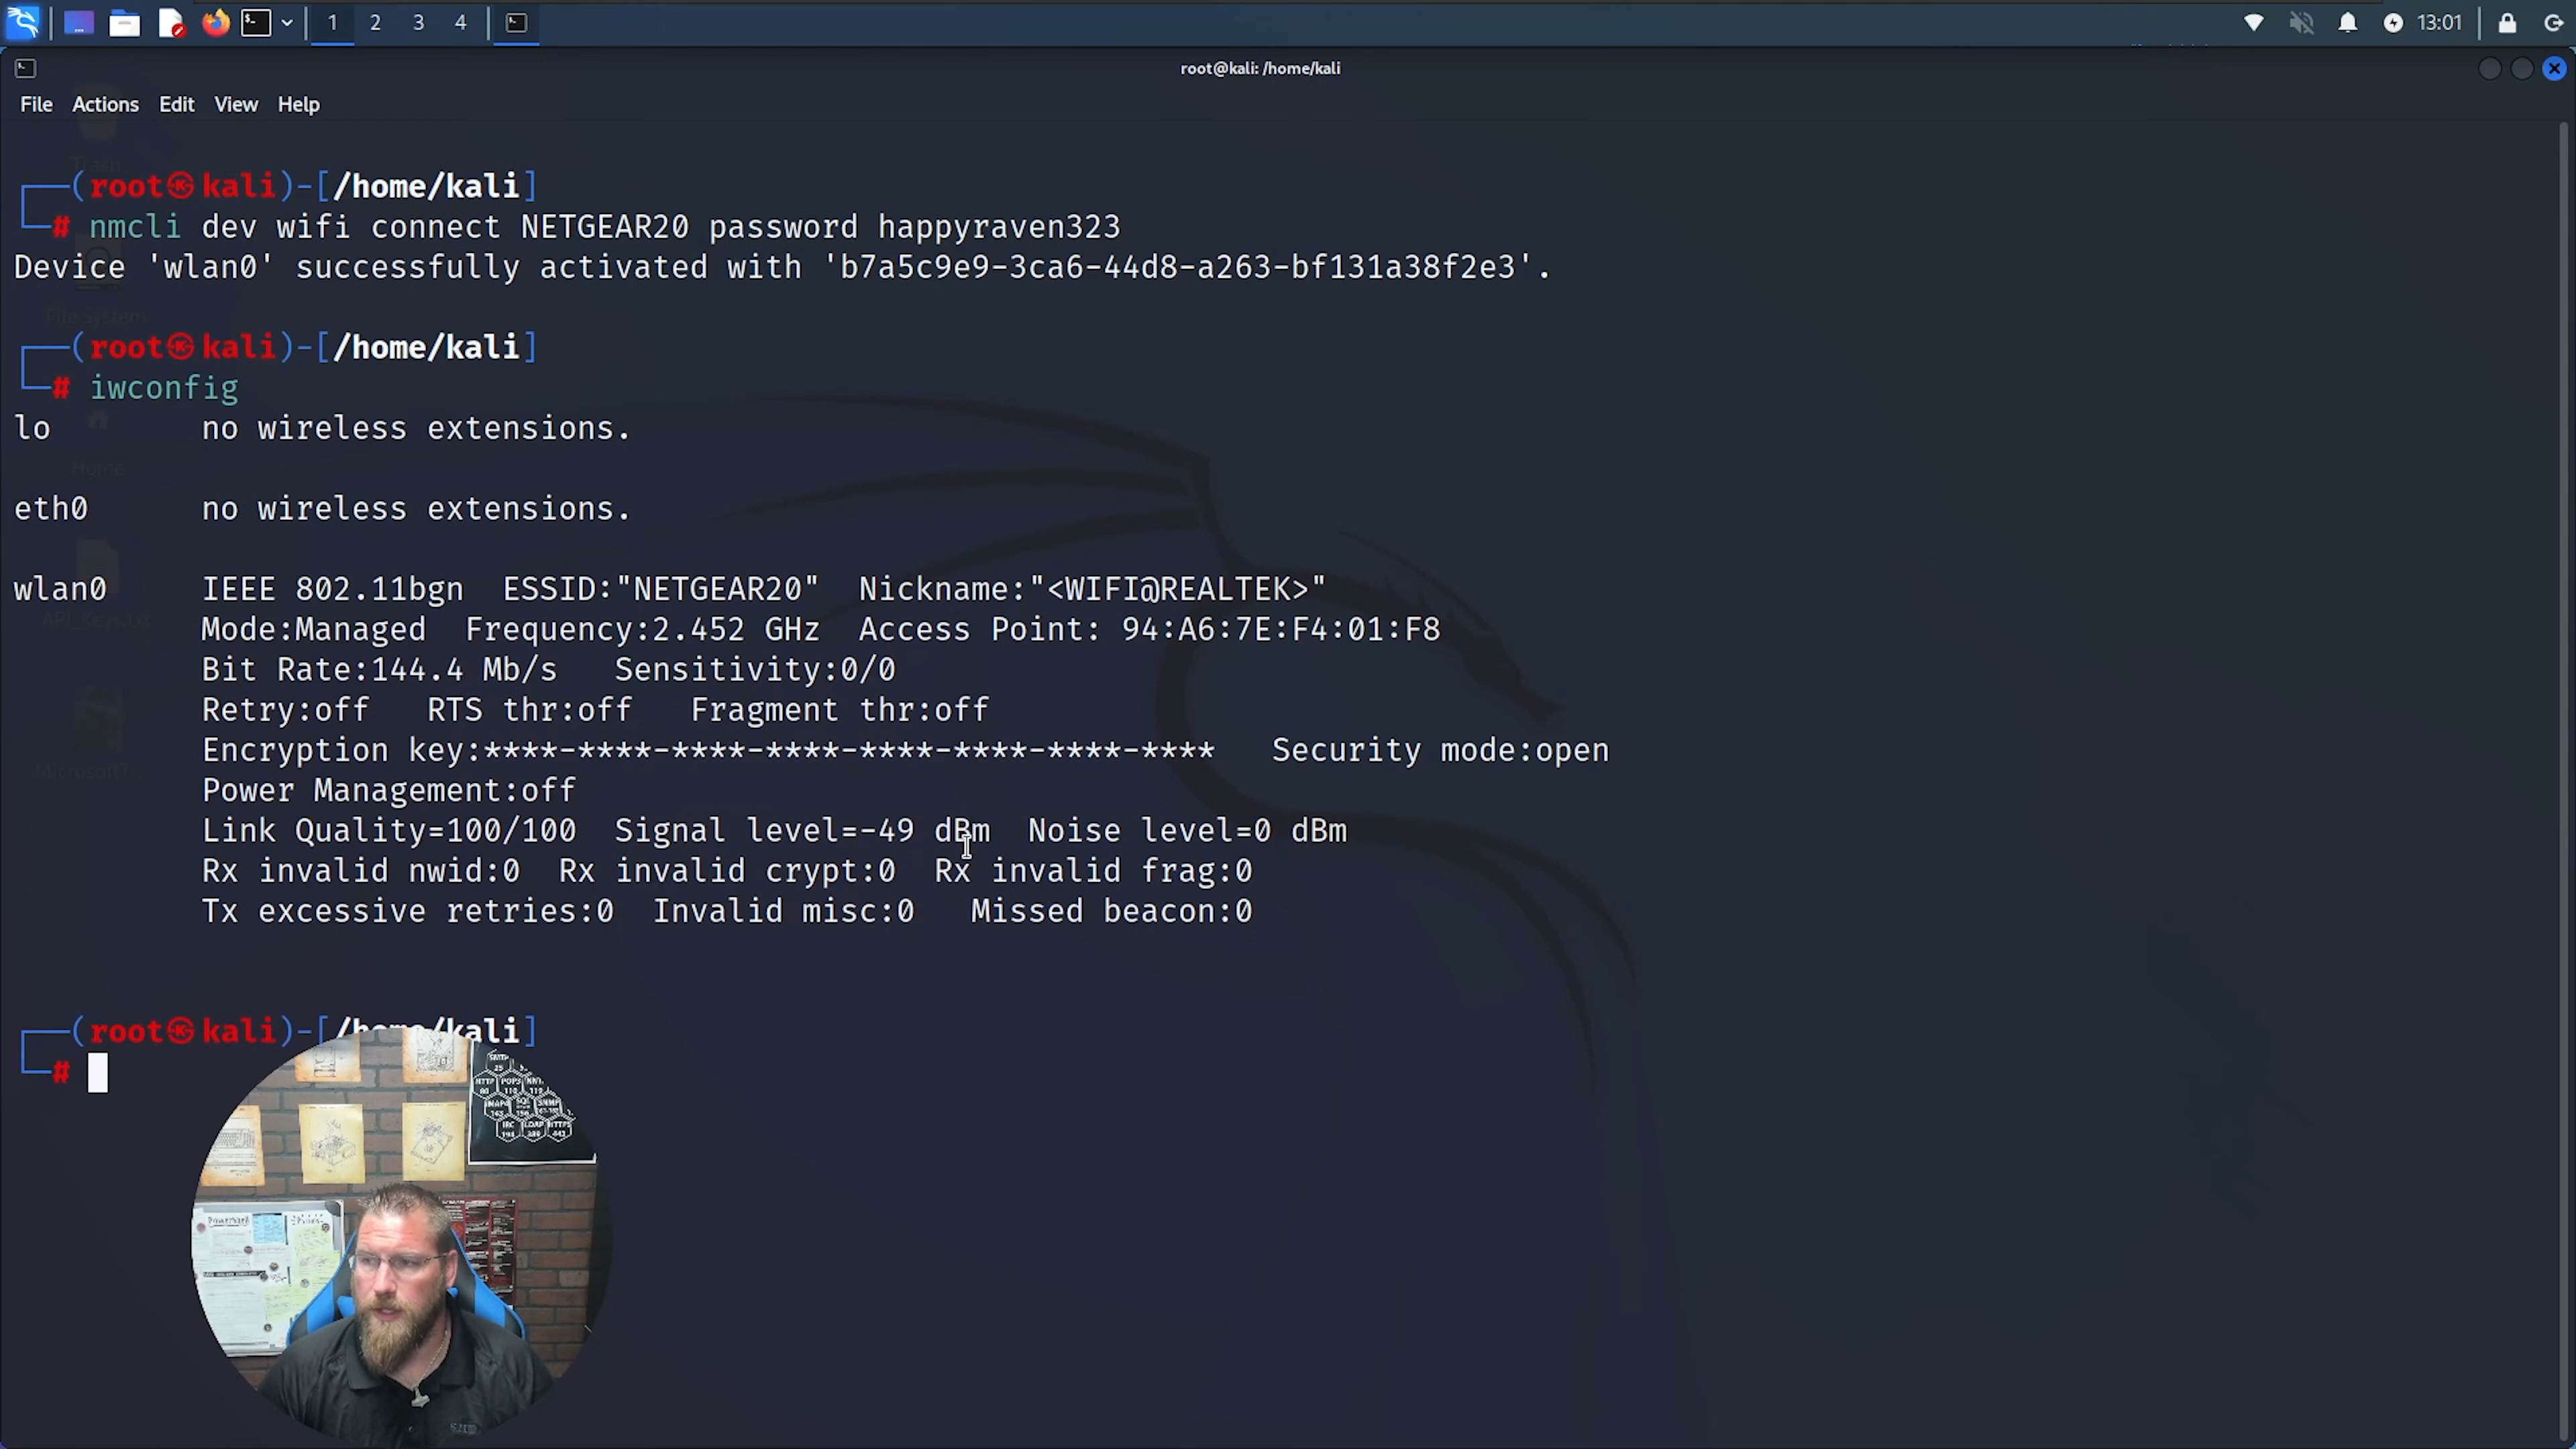 1 2 3 4 13:01
root@kali: /home/kali
File Actions Edit View Help
┌──(root㉿kali)-[/home/kali]
└─# nmcli dev wifi connect NETGEAR20 password happyraven323
Device 'wlan0' successfully activated with 'b7a5c9e9-3ca6-44d8-a263-bf131a38f2e3'.
┌──(root㉿kali)-[/home/kali]
└─# iwconfig
lo no wireless extensions.
eth0 no wireless extensions.
wlan0 IEEE 802.11bgn ESSID:"NETGEAR20" Nickname:"<WIFI@REALTEK>"
Mode:Managed Frequency:2.452 GHz Access Point: 94:A6:7E:F4:01:F8
Bit Rate:144.4 Mb/s Sensitivity:0/0
Retry:off RTS thr:off Fragment thr:off
Encryption key:****-****-****-****-****-****-****-**** Security mode:open
Power Management:off
Link Quality=100/100 Signal level=-49 dBm Noise level=0 dBm
Rx invalid nwid:0 Rx invalid crypt:0 Rx invalid frag:0
Tx excessive retries:0 Invalid misc:0 Missed beacon:0
┌──(root㉿kali)-[/home/kali]
└─#